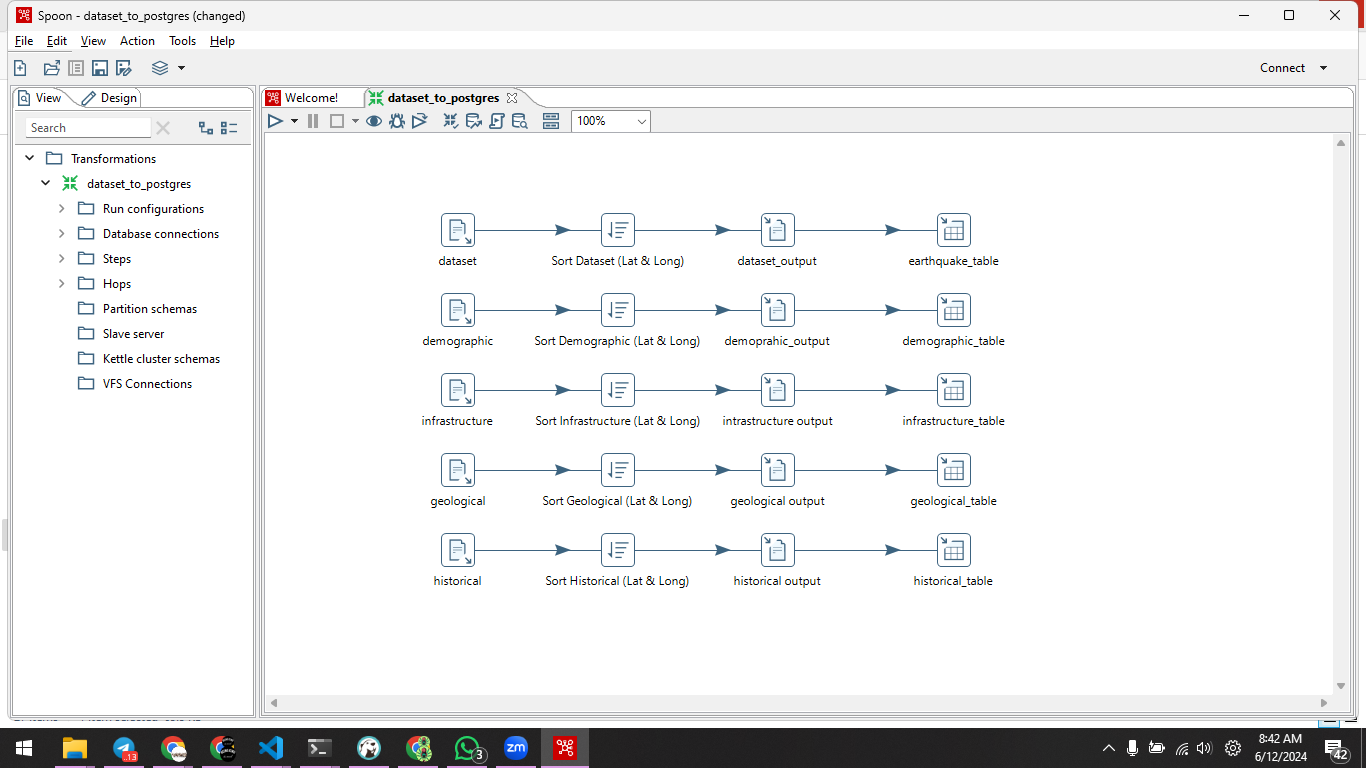 Spoon - dataset_to_postgres (changed)
File Edit View Action Tools Help
Connect
View Design
Welcome! dataset_to_postgres
Search
100%
Transformations
dataset_to_postgres
Run configurations
Database connections
Steps
Hops
Partition schemas
Slave server
Kettle cluster schemas
VFS Connections
dataset Sort Dataset (Lat & Long) dataset_output earthquake_table
demographic Sort Demographic (Lat & Long) demoprahic_output demographic_table
infrastructure Sort Infrastructure (Lat & Long) intrastructure output infrastructure_table
geological Sort Geological (Lat & Long) geological output geological_table
historical Sort Historical (Lat & Long) historical output historical_table
13
3
zm
8:42 AM
6/12/2024
42